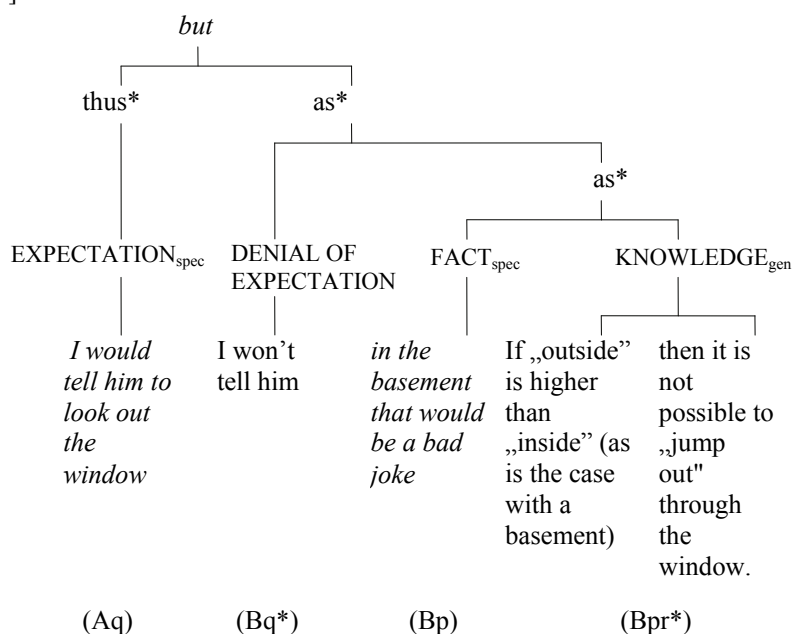 ]
but
thus* as*
as*
EXPECTATIONspec DENIAL OF EXPECTATION FACTspec KNOWLEDGEgen
I would
tell him to
look out
the
window
I won't
tell him
in the
basement
that would
be a bad
joke
If „outside”
is higher
than
„inside” (as
is the case
with a
basement)
then it is
not
possible to
„jump
out"
through
the
window.
(Aq) (Bq*) (Bp) (Bpr*)